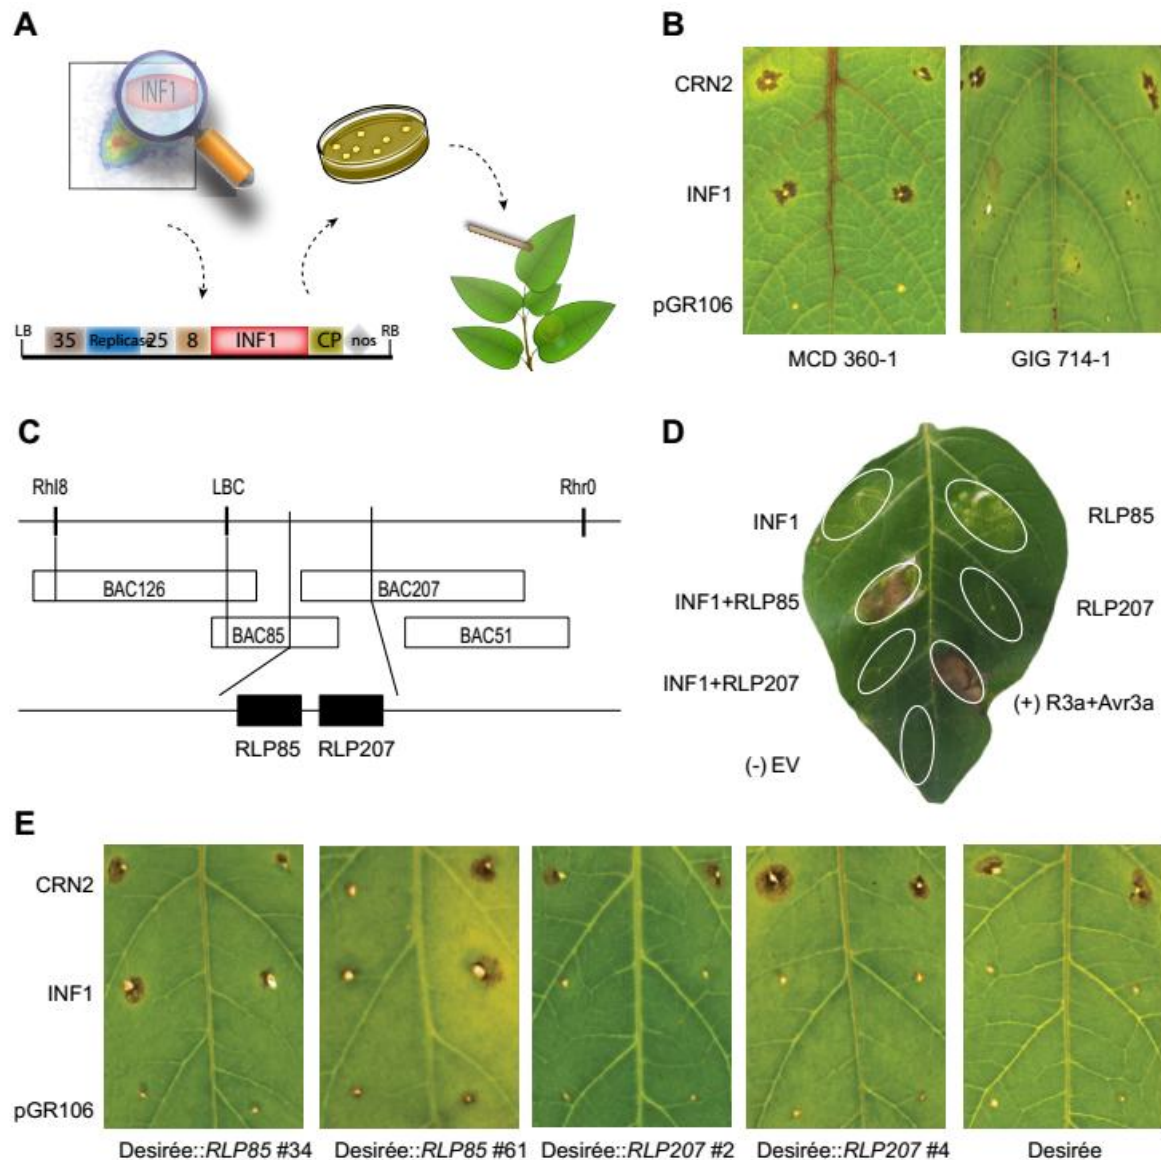 A
INF1
LB
35
Replicase
25
8
INF1
CP
nos
RB
B
CRN2
INF1
pGR106
MCD 360-1
GIG 714-1
C
Rhl8
LBC
Rhr0
BAC126
BAC207
BAC85
BAC51
RLP85
RLP207
D
INF1
RLP85
INF1+RLP85
RLP207
INF1+RLP207
(+) R3a+Avr3a
(-) EV
E
CRN2
INF1
pGR106
Desirée::RLP85 #34
Desirée::RLP85 #61
Desirée::RLP207 #2
Desirée::RLP207 #4
Desirée